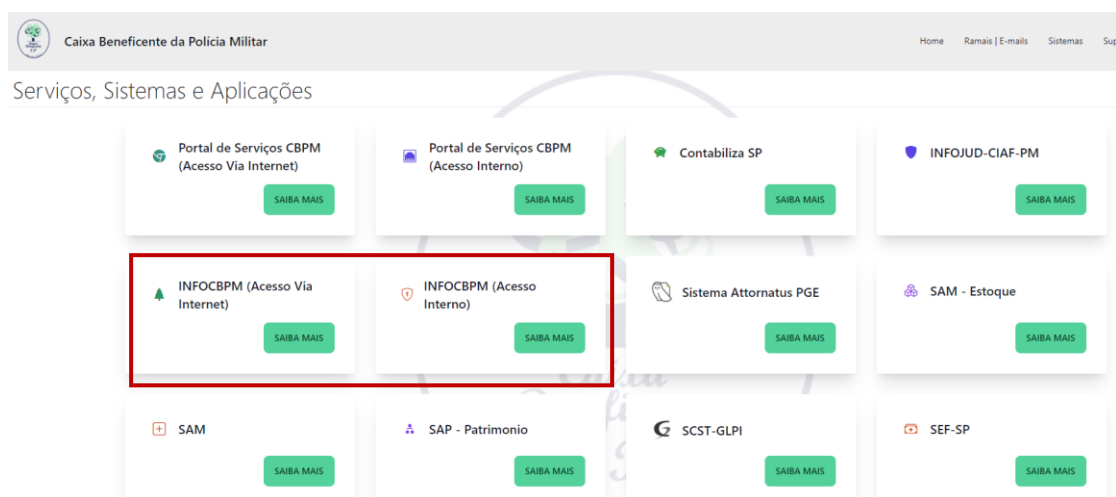 Caixa Beneficente da Polícia Militar
Home Ramais | E-mails Sistemas Sup
Serviços, Sistemas e Aplicações
Portal de Serviços CBPM
(Acesso Via Internet)
SAIBA MAIS
Portal de Serviços CBPM
(Acesso Interno)
SAIBA MAIS
Contabiliza SP
SAIBA MAIS
INFOJUD-CIAF-PM
SAIBA MAIS
INFOCBPM (Acesso Via
Internet)
SAIBA MAIS
INFOCBPM (Acesso
Interno)
SAIBA MAIS
Sistema Attornatus PGE
SAIBA MAIS
SAM - Estoque
SAIBA MAIS
SAM
SAIBA MAIS
SAP - Patrimonio
SAIBA MAIS
SCST-GLPI
SAIBA MAIS
SEF-SP
SAIBA MAIS